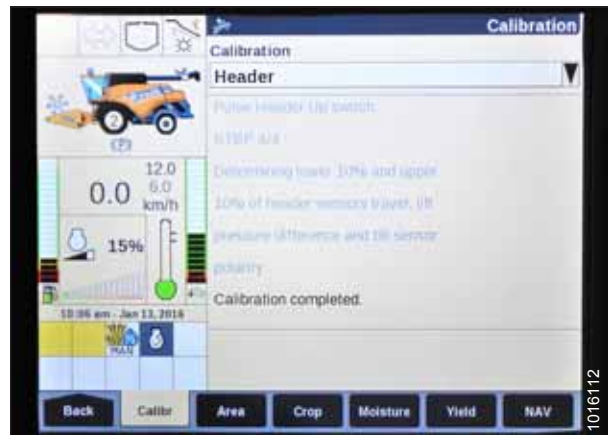 Calibration
Calibration
Header
Pulse Header Up switch.
STEP 4/4
Determining lower 10% and upper
10% of header sensors travel, lift
pressure difference and tilt sensor
polarity
Calibration completed.
2
(P)
12.0
6.0
0.0 km/h
15%
10:06 am - Jan 13, 2016
MAN
Back
Calibr
Area
Crop
Moisture
Yield
NAV
1016112